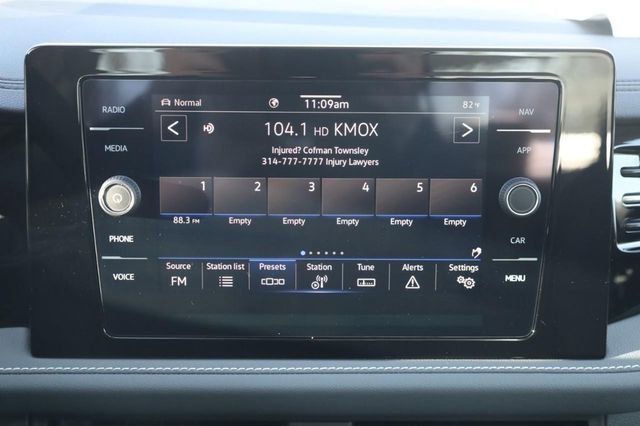 RADIO
MEDIA
PHONE
VOICE
Normal 11:09am 82°F
104.1 HD KMOX
Injured? Cofman Townsley
314-777-7777 Injury Lawyers
1 2 3 4 5 6
88.3 FM Empty Empty Empty Empty Empty
Source Station list Presets Station Tune Alerts Settings
FM
NAV
APP
CAR
MENU